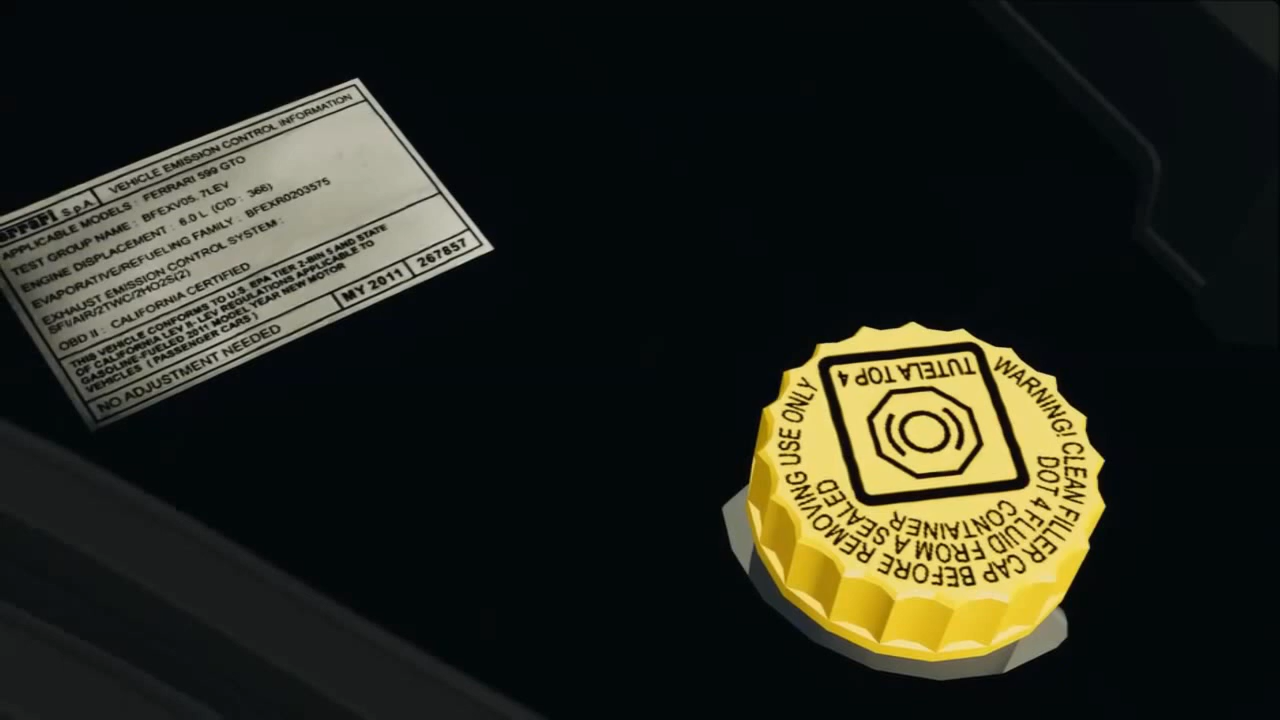 Ferrari S.p.A. VEHICLE EMISSION CONTROL INFORMATION
APPLICABLE MODELS : FERRARI 599 GTO
TEST GROUP NAME : BFEXV05.7LEV
ENGINE DISPLACEMENT : 6.0 L (CID : 366)
EVAPORATIVE/REFUELING FAMILY : BFEXR0203575
EXHAUST EMISSION CONTROL SYSTEM :
SFI/AIR/2TWC/2HO2S(2)
OBD II : CALIFORNIA CERTIFIED
THIS VEHICLE CONFORMS TO U.S. EPA TIER 2-BIN 5 AND STATE
OF CALIFORNIA LEV II- LEV REGULATIONS APPLICABLE TO
GASOLINE-FUELED 2011 MODEL YEAR NEW MOTOR
VEHICLES ( PASSENGER CARS )
NO ADJUSTMENT NEEDED MY 2011 267857
TUTELA TOP 4
WARNING! CLEAN FILLER CAP BEFORE REMOVING USE ONLY
DOT 4 FLUID FROM A SEALED
CONTAINER